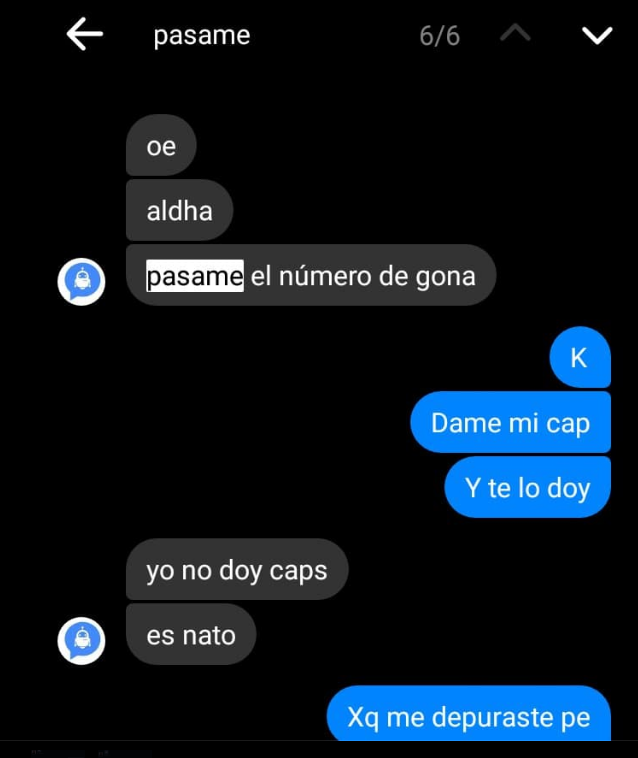 pasame
6/6
oe
aldha
pasame el número de gona
K
Dame mi cap
Y te lo doy
yo no doy caps
es nato
Xq me depuraste pe